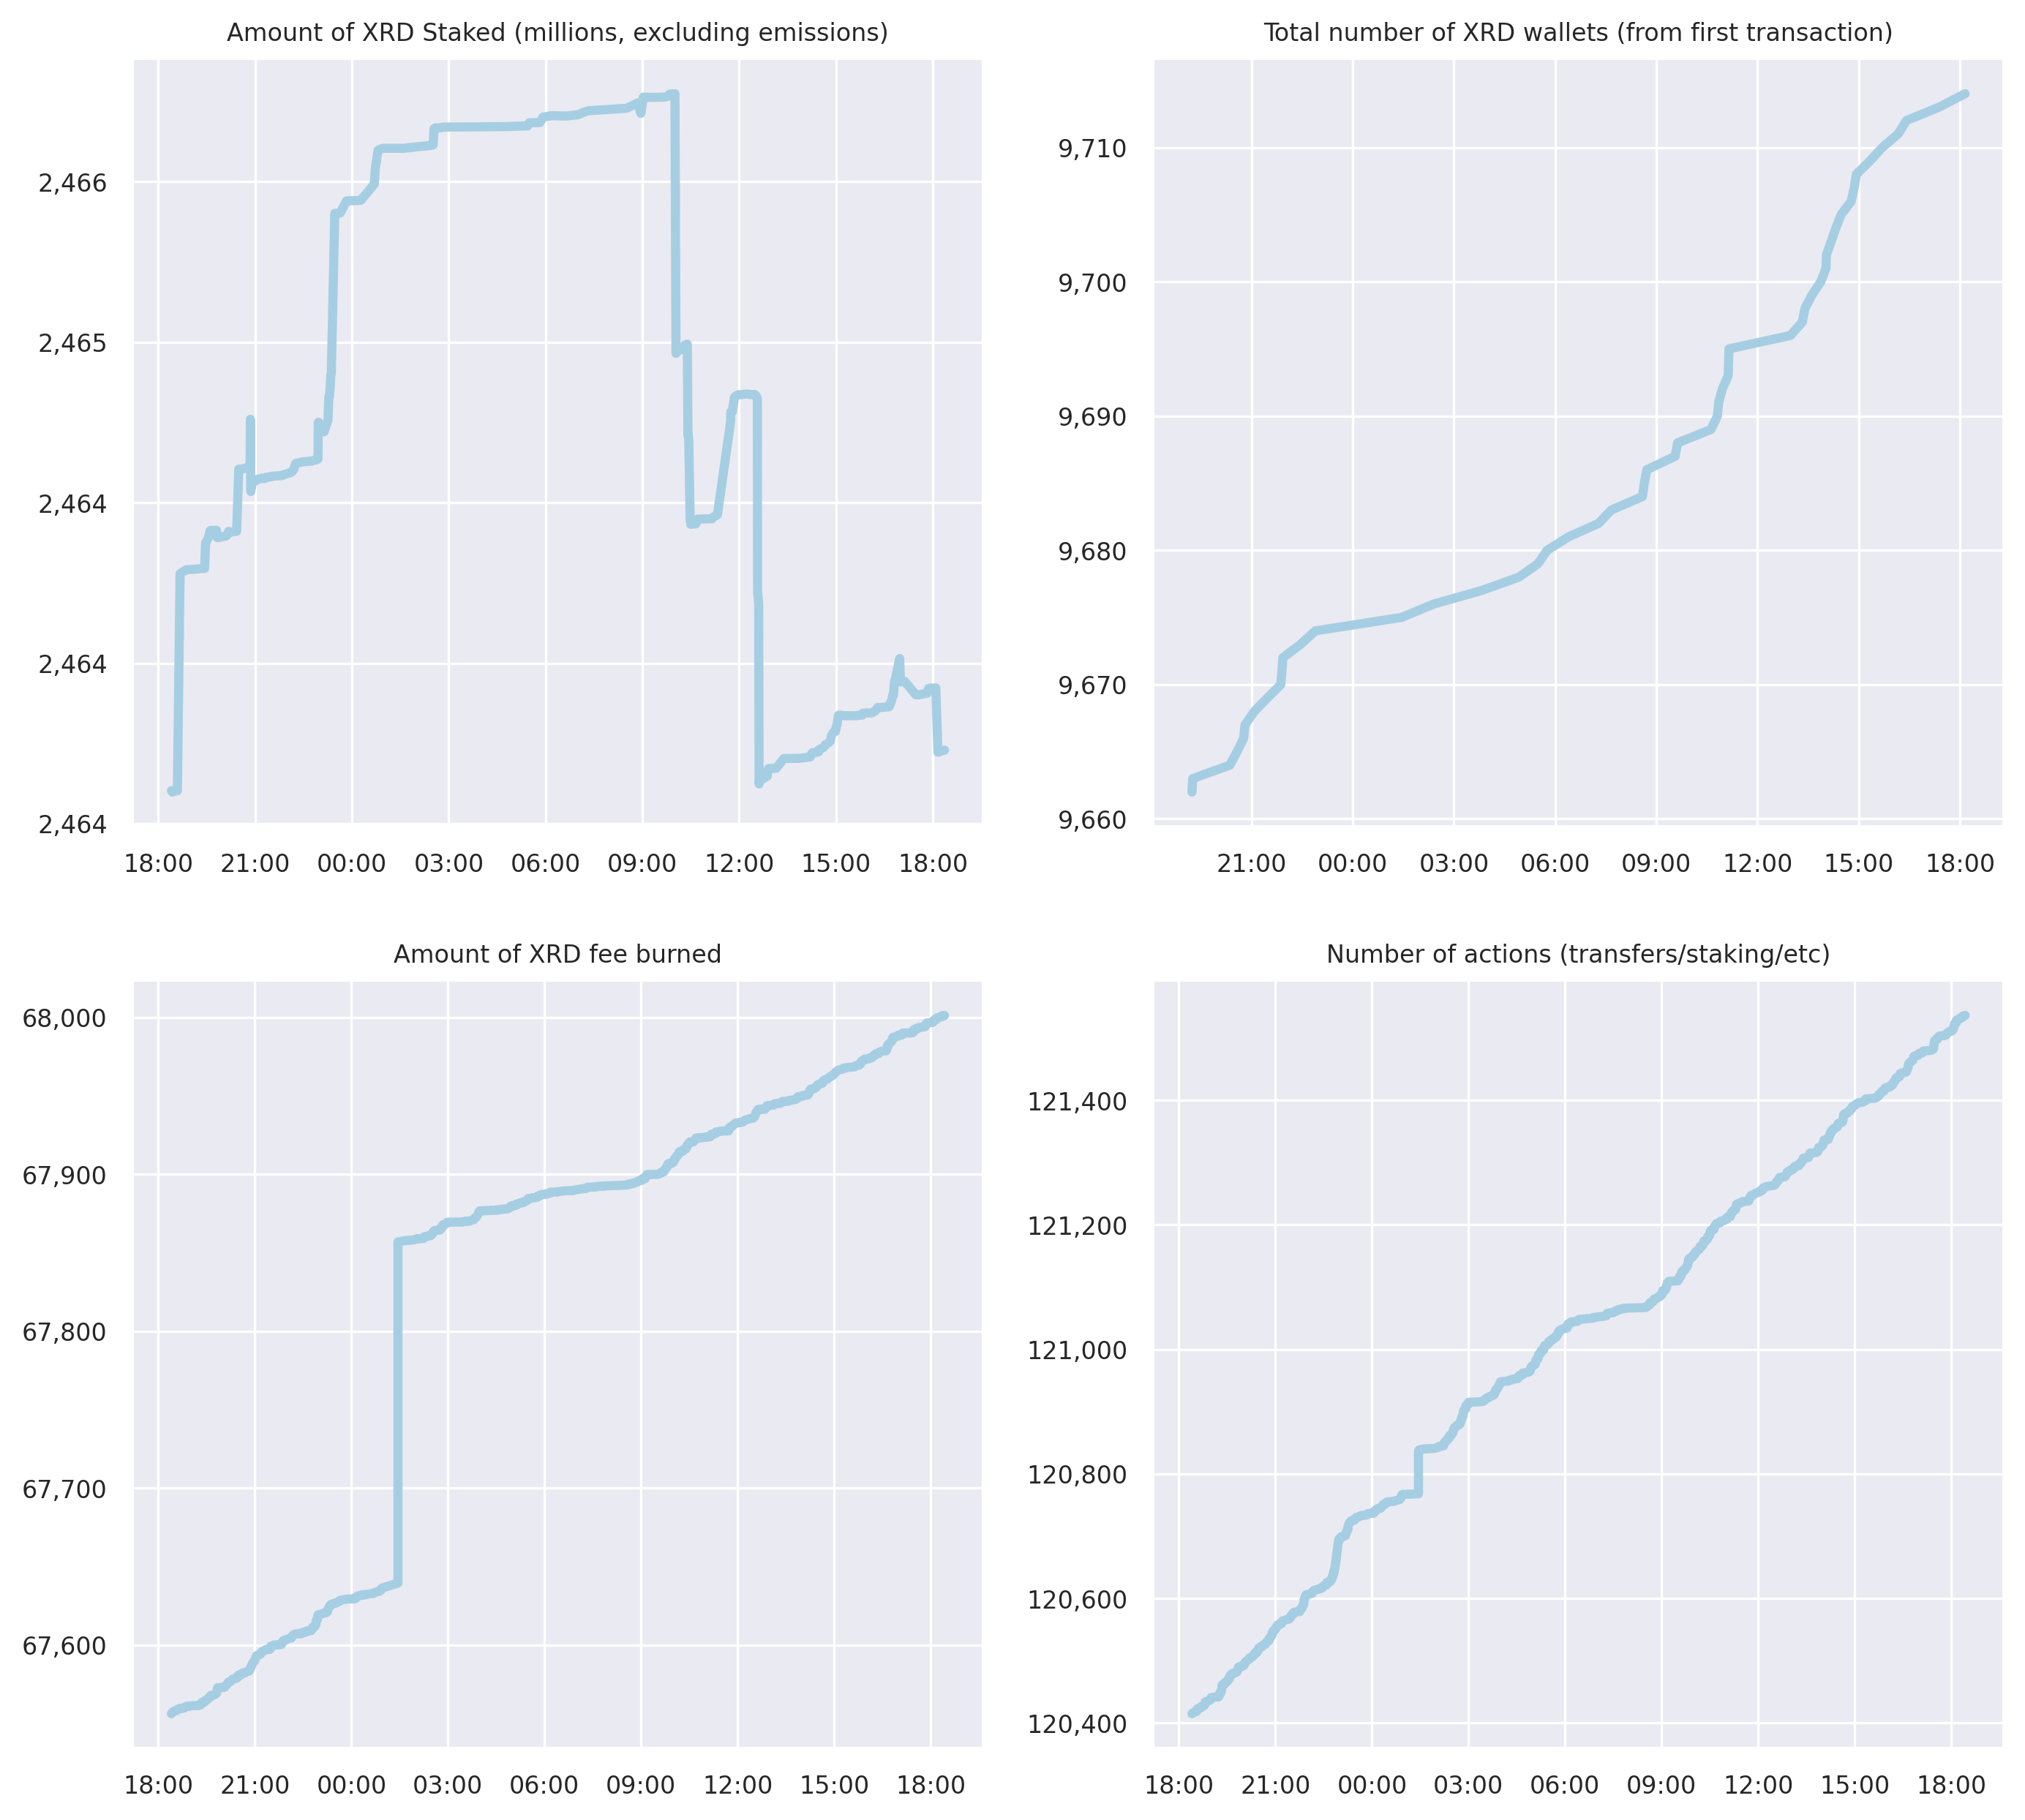 Amount of XRD Staked (millions, excluding emissions)
2,466
2,465
2,464
2,464
2,464
18:00 21:00 00:00 03:00 06:00 09:00 12:00 15:00 18:00
Total number of XRD wallets (from first transaction)
9,710
9,700
9,690
9,680
9,670
9,660
21:00 00:00 03:00 06:00 09:00 12:00 15:00 18:00
Amount of XRD fee burned
68,000
67,900
67,800
67,700
67,600
18:00 21:00 00:00 03:00 06:00 09:00 12:00 15:00 18:00
Number of actions (transfers/staking/etc)
121,400
121,200
121,000
120,800
120,600
120,400
18:00 21:00 00:00 03:00 06:00 09:00 12:00 15:00 18:00